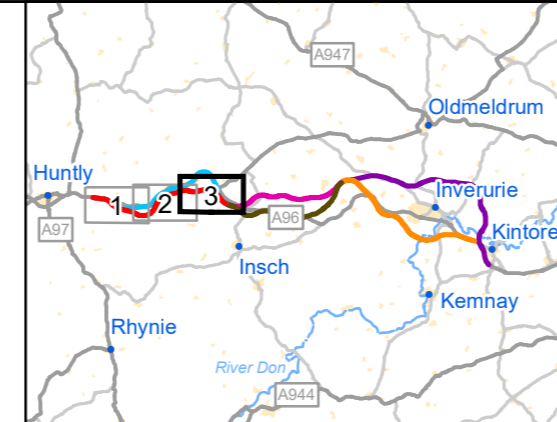 A947
Oldmeldrum
Huntly
1
2
3
Inverurie
A97
A96
Kintore
Insch
Kemnay
Rhynie
River Don
A944